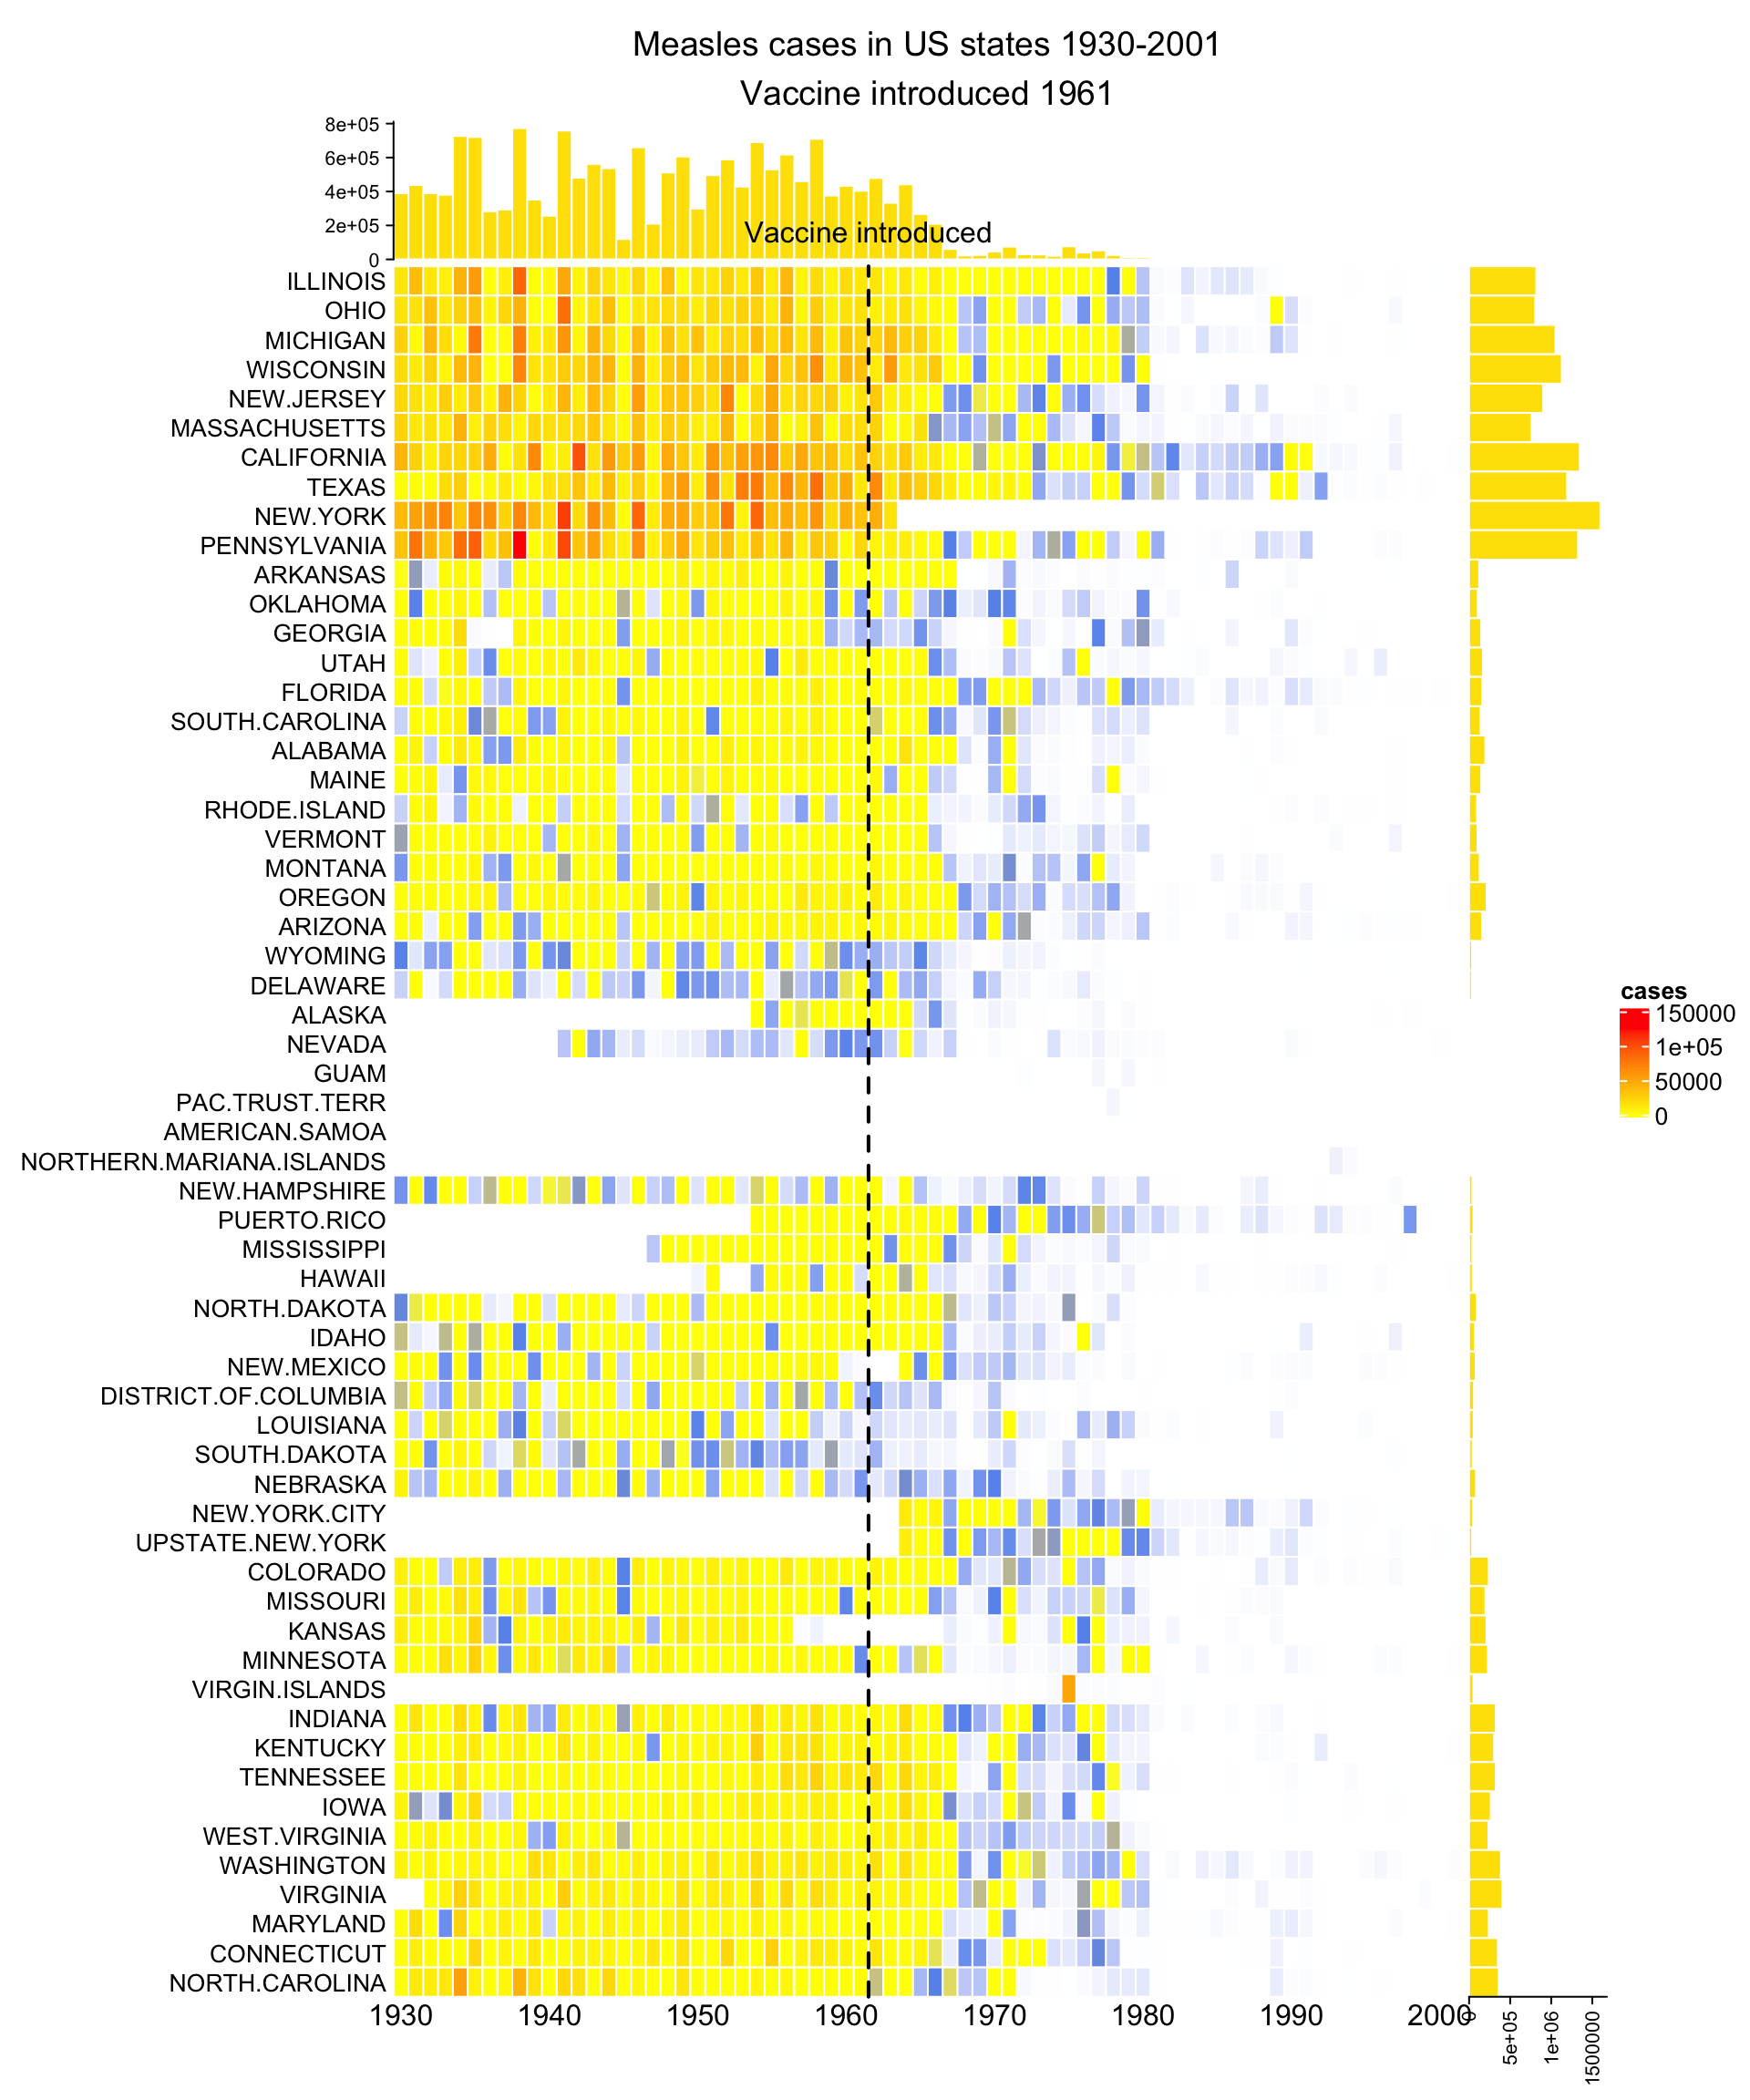 Measles cases in US states 1930-2001
Vaccine introduced 1961
8e+05
6e+05
4e+05
2e+05
0
Vaccine introduced
ILLINOIS
OHIO
MICHIGAN
WISCONSIN
NEW.JERSEY
MASSACHUSETTS
CALIFORNIA
TEXAS
NEW.YORK
PENNSYLVANIA
ARKANSAS
OKLAHOMA
GEORGIA
UTAH
FLORIDA
SOUTH.CAROLINA
ALABAMA
MAINE
RHODE.ISLAND
VERMONT
MONTANA
OREGON
ARIZONA
WYOMING
DELAWARE
ALASKA
NEVADA
GUAM
PAC.TRUST.TERR
AMERICAN.SAMOA
NORTHERN.MARIANA.ISLANDS
NEW.HAMPSHIRE
PUERTO.RICO
MISSISSIPPI
HAWAII
NORTH.DAKOTA
IDAHO
NEW.MEXICO
DISTRICT.OF.COLUMBIA
LOUISIANA
SOUTH.DAKOTA
NEBRASKA
NEW.YORK.CITY
UPSTATE.NEW.YORK
COLORADO
MISSOURI
KANSAS
MINNESOTA
VIRGIN.ISLANDS
INDIANA
KENTUCKY
TENNESSEE
IOWA
WEST.VIRGINIA
WASHINGTON
VIRGINIA
MARYLAND
CONNECTICUT
NORTH.CAROLINA
1930 1940 1950 1960 1970 1980 1990 2000
0
5e+05
1e+06
1500000
cases
150000
1e+05
50000
0